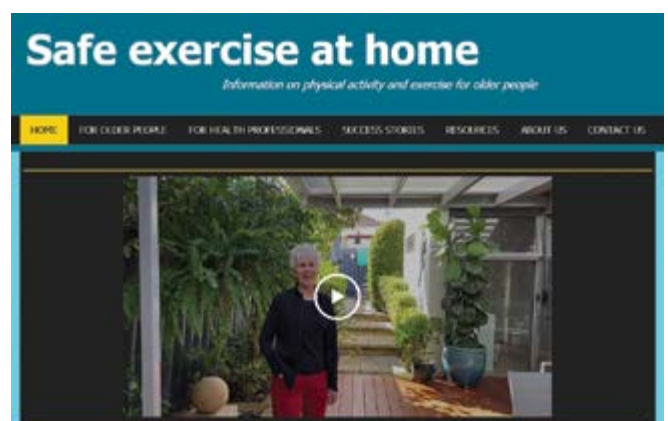 Safe exercise at home
Information on physical activity and exercise for older people
HOME FOR OLDER PEOPLE FOR HEALTH PROFESSIONALS SUCCESS STORIES RESOURCES ABOUT US CONTACT US